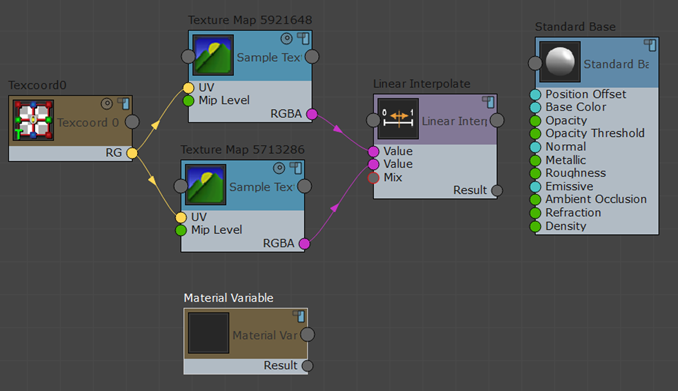 Texture Map 5921648
Sample Tex
UV
Mip Level
RGBA
Texcoord0
Texcoord 0
RG
Texture Map 5713286
Sample Tex
UV
Mip Level
RGBA
Linear Interpolate
Linear Interp
Value
Value
Mix
Result
Standard Base
Standard Ba
Position Offset
Base Color
Opacity
Opacity Threshold
Normal
Metallic
Roughness
Emissive
Ambient Occlusion
Refraction
Density
Material Variable
Material Var
Result